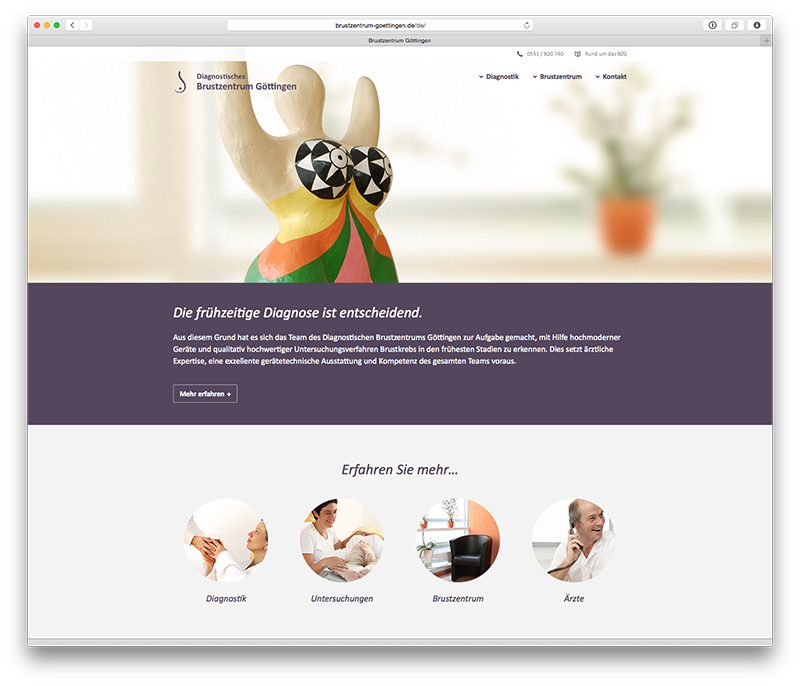 brustzentrum-goettingen.de/de/
Brustzentrum Göttingen
0551 / 820 740 Rund um das BZG
Diagnostisches
Brustzentrum Göttingen
Diagnostik Brustzentrum Kontakt
Die frühzeitige Diagnose ist entscheidend.
Aus diesem Grund hat es sich das Team des Diagnostischen Brustzentrums Göttingen zur Aufgabe gemacht, mit Hilfe hochmoderner
Geräte und qualitativ hochwertiger Untersuchungsverfahren Brustkrebs in den frühesten Stadien zu erkennen. Dies setzt ärztliche
Expertise, eine exzellente gerätetechnische Ausstattung und Kompetenz des gesamten Teams voraus.
Mehr erfahren +
Erfahren Sie mehr...
Diagnostik Untersuchungen Brustzentrum Ärzte